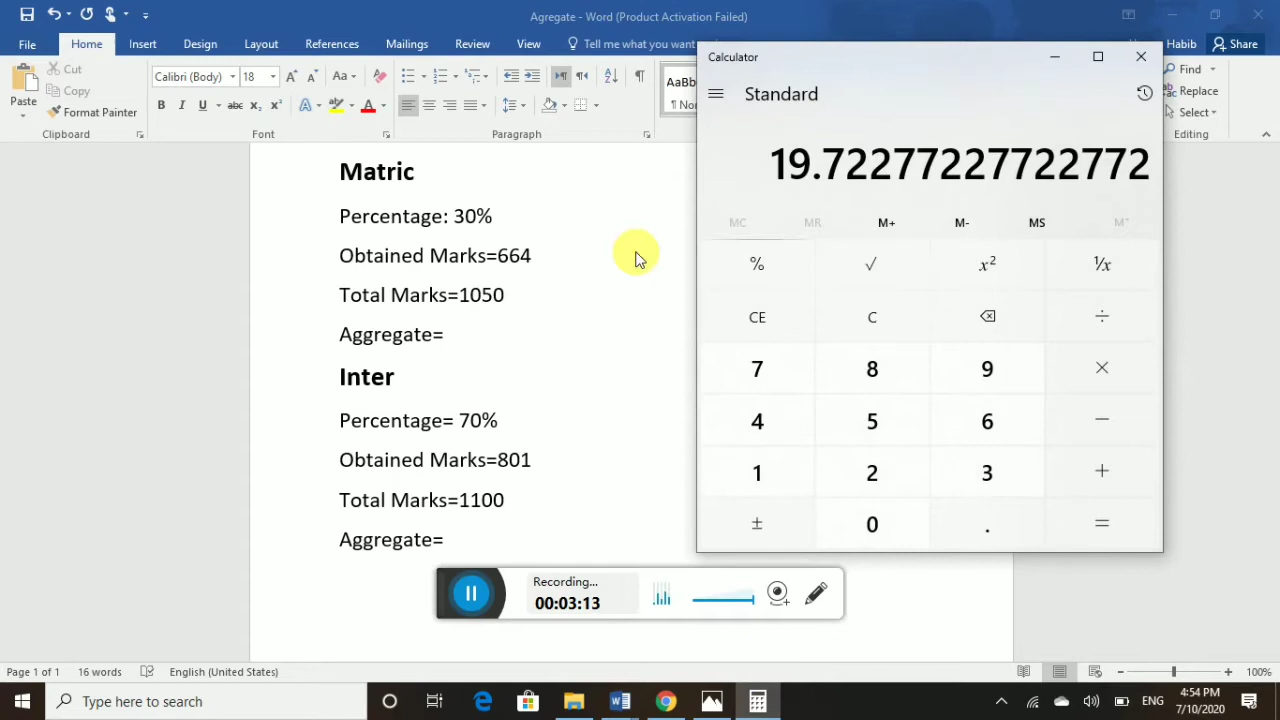 Agregate - Word (Product Activation Failed)
File Home Insert Design Layout References Mailings Review View Tell me what you want Habib Share
Paste
Cut
Copy
Format Painter
Clipboard
Calibri (Body) 18
Aa
B I U abc x₂ x²
A
Font
Paragraph
AaBb
¶ No
Find
Replace
Select
Editing
Matric
Percentage: 30%
Obtained Marks=664
Total Marks=1050
Aggregate=
Inter
Percentage= 70%
Obtained Marks=801
Total Marks=1100
Aggregate=
Calculator
Standard
19.72277227722772
MC MR M+ M- MS M˅
% √ x² ¹/x
CE C ÷
7 8 9 ×
4 5 6 −
1 2 3 +
± 0 . =
Recording...
00:03:13
Page 1 of 1 16 words English (United States) 100%
Type here to search
ENG
4:54 PM
7/10/2020